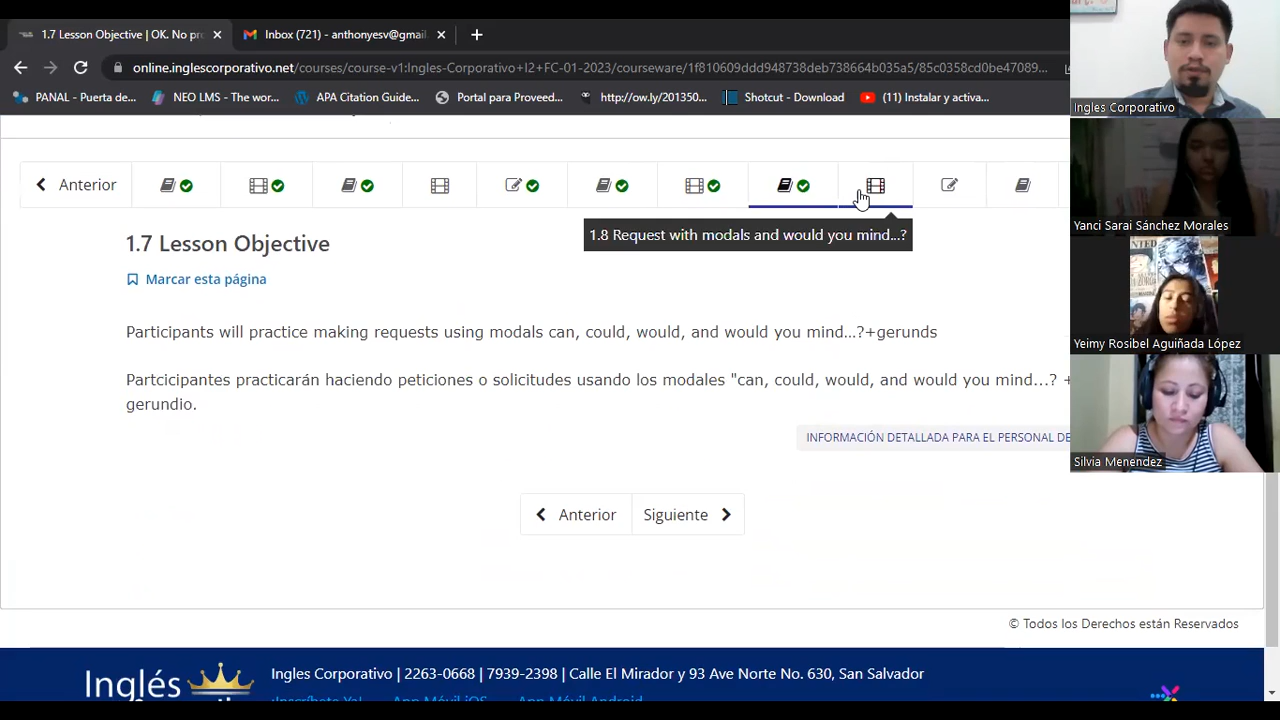 1.7 Lesson Objective | OK. No pro
Inbox (721) - anthonyesv@gmail.
online.inglescorporativo.net/courses/course-v1:Ingles-Corporativo+I2+FC-01-2023/courseware/1f810609ddd948738deb738664b035a5/85c0358cd0be47089...
PANAL - Puerta de...
NEO LMS - The wor...
APA Citation Guide...
Portal para Proveed...
http://ow.ly/201350...
Shotcut - Download
(11) Instalar y activa...
Anterior
1.8 Request with modals and would you mind...?
1.7 Lesson Objective
Marcar esta página
Participants will practice making requests using modals can, could, would, and would you mind...?+gerunds
Partcicipantes practicarán haciendo peticiones o solicitudes usando los modales "can, could, would, and would you mind...? +
gerundio.
INFORMACIÓN DETALLADA PARA EL PERSONAL DE
Anterior
Siguiente
© Todos los Derechos están Reservados
Inglés
Ingles Corporativo | 2263-0668 | 7939-2398 | Calle El Mirador y 93 Ave Norte No. 630, San Salvador
Ingles Corporativo
Yanci Sarai Sánchez Morales
Yeimy Rosibel Aguiñada López
Silvia Menendez